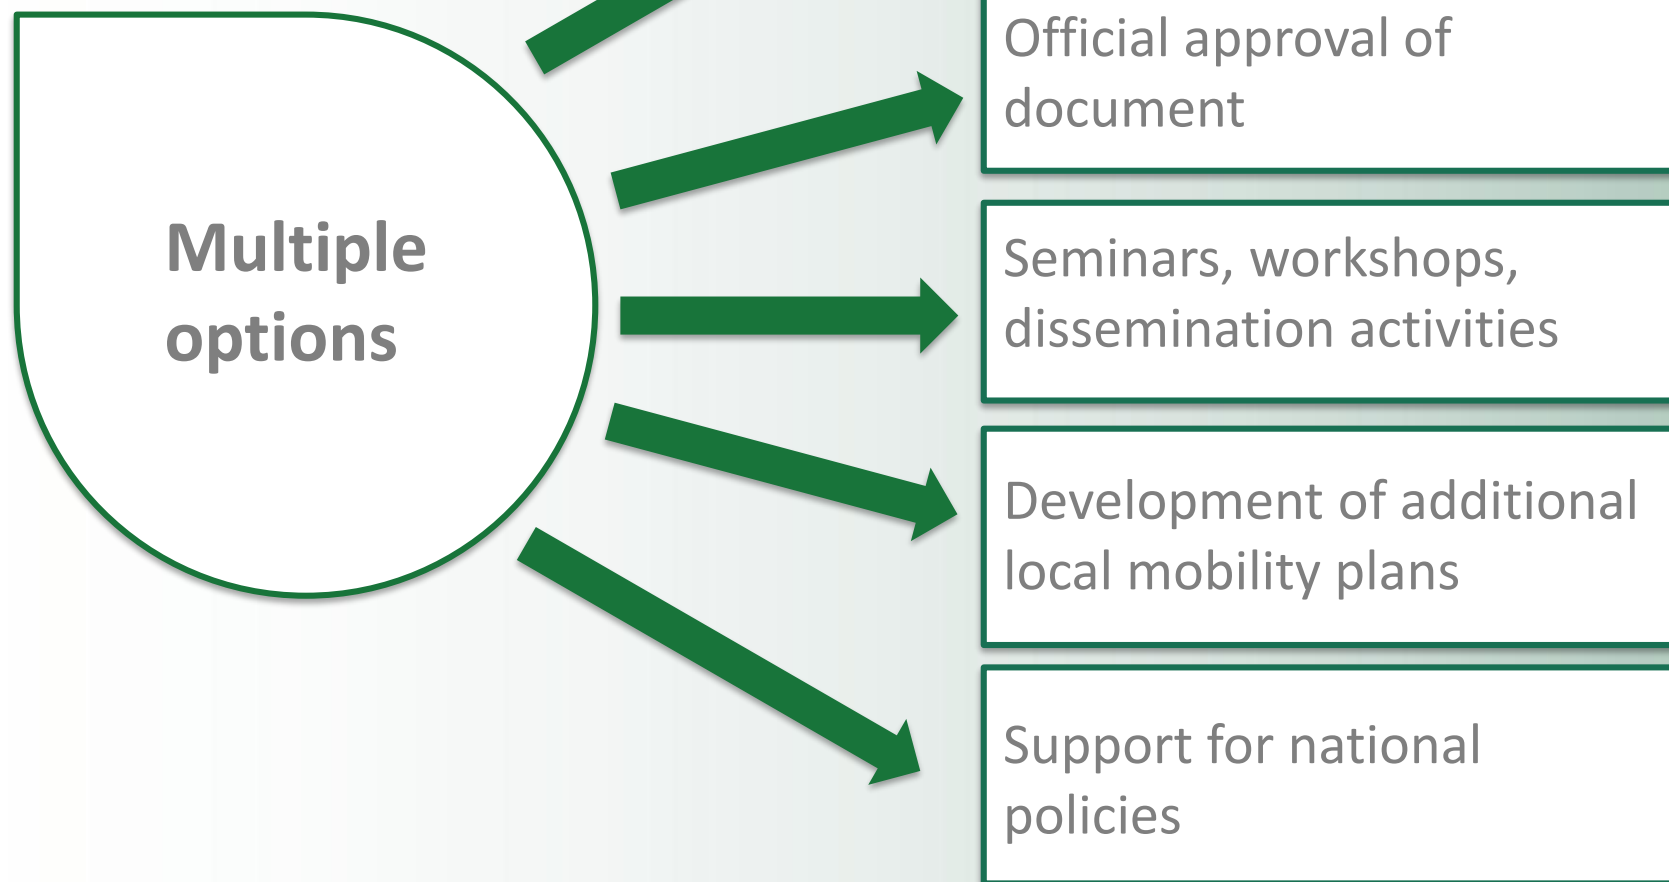 Multiple
options
Official approval of
document
Seminars, workshops,
dissemination activities
Development of additional
local mobility plans
Support for national
policies